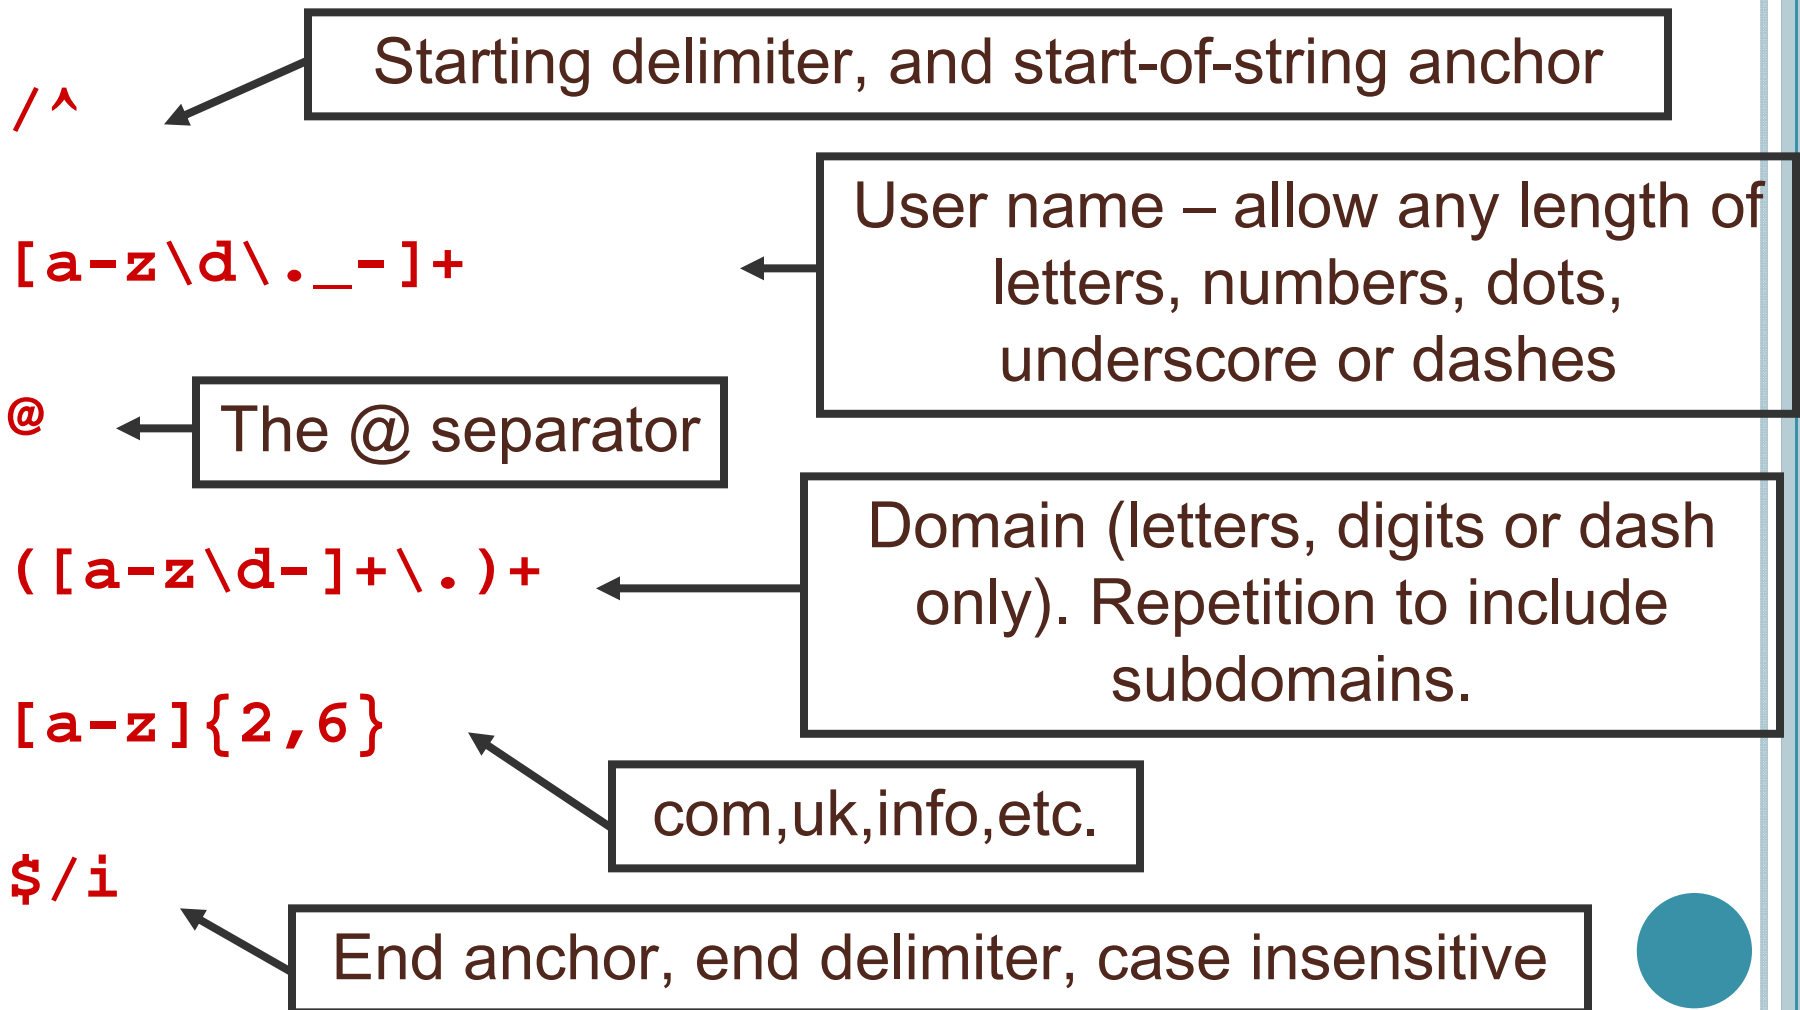 Starting delimiter, and start-of-string anchor
/^
User name – allow any length of
letters, numbers, dots,
underscore or dashes
[a-z\d\._-]+
@
The @ separator
Domain (letters, digits or dash
only). Repetition to include
subdomains.
([a-z\d-]+\.)+
[a-z]{2,6}
com,uk,info,etc.
$/i
End anchor, end delimiter, case insensitive